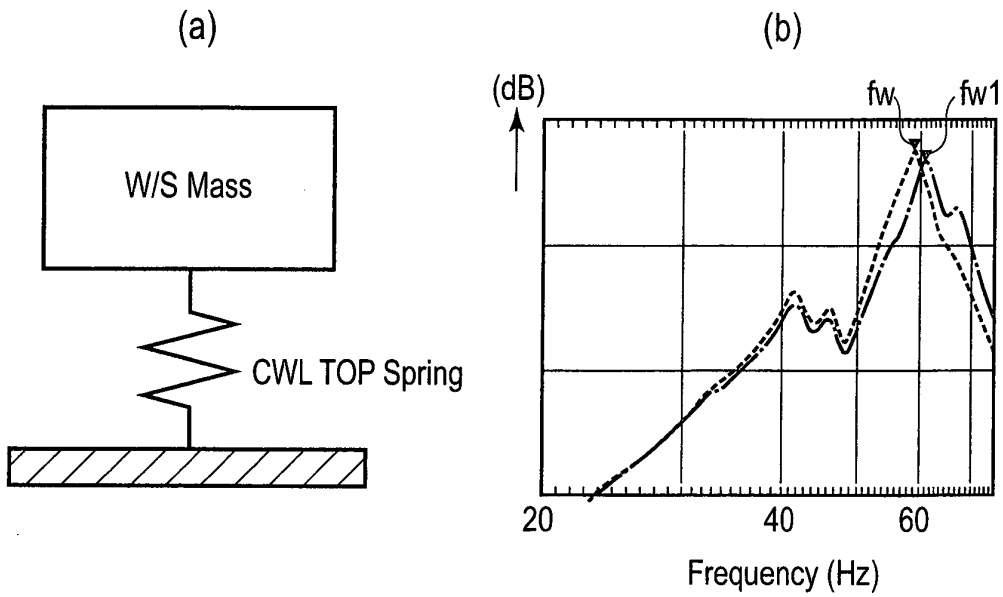 (a)
W/S Mass
CWL TOP Spring
(b)
(dB)
fw
fw1
20
40
60
Frequency (Hz)